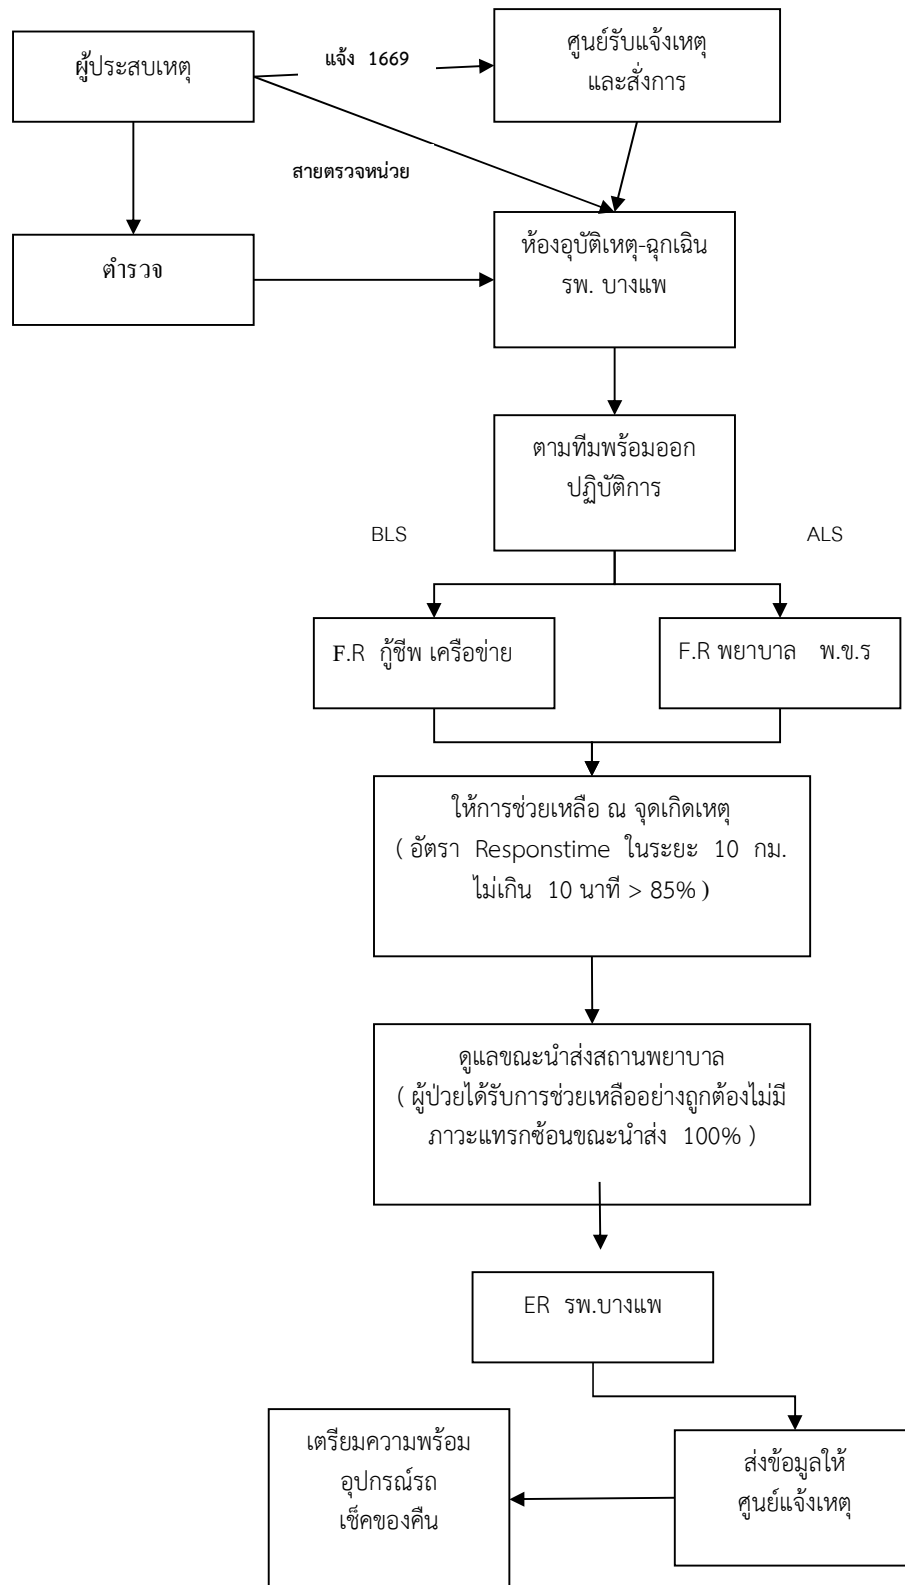 ผู้ประสบเหตุ
แจ้ง 1669
ศูนย์รับแจ้งเหตุ
และสั่งการ
สายตรวจหน่วย
ตำรวจ
ห้องอุบัติเหตุ-ฉุกเฉิน
รพ. บางแพ
ตามทีมพร้อมออก
ปฏิบัติการ
BLS
ALS
F.R กู้ชีพ เครือข่าย
F.R พยาบาล พ.ข.ร
ให้การช่วยเหลือ ณ จุดเกิดเหตุ
( อัตรา Responstime ในระยะ 10 กม.
ไม่เกิน 10 นาที > 85% )
ดูแลขณะนำส่งสถานพยาบาล
( ผู้ป่วยได้รับการช่วยเหลืออย่างถูกต้องไม่มี
ภาวะแทรกซ้อนขณะนำส่ง 100% )
ER รพ.บางแพ
เตรียมความพร้อม
อุปกรณ์รถ
เช็คของคืน
ส่งข้อมูลให้
ศูนย์แจ้งเหตุ